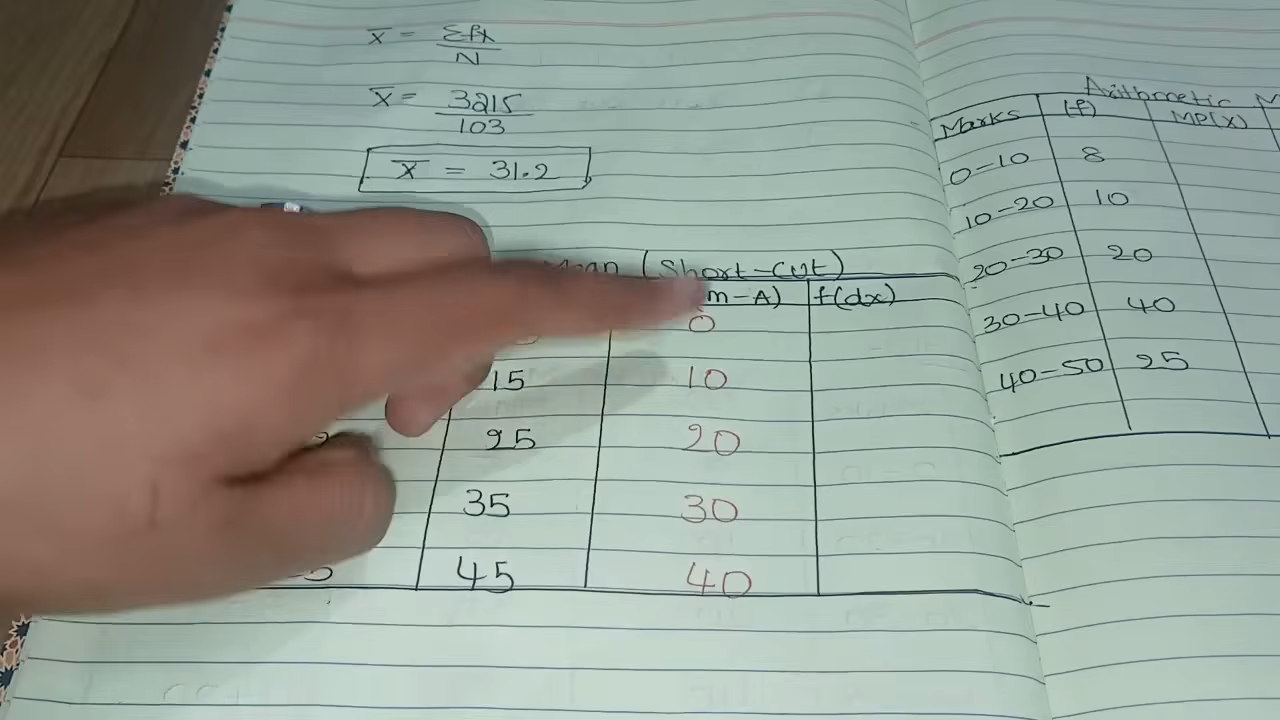 x̄ = Σfx
N
x̄ = 3215
103
x̄ = 31.2
Mean (Short-Cut)
m-A) f(dx)
0
15 10
25 20
35 30
45 40
Arithmetic
Marks (f) MP(X)
0-10 8
10-20 10
20-30 20
30-40 40
40-50 25